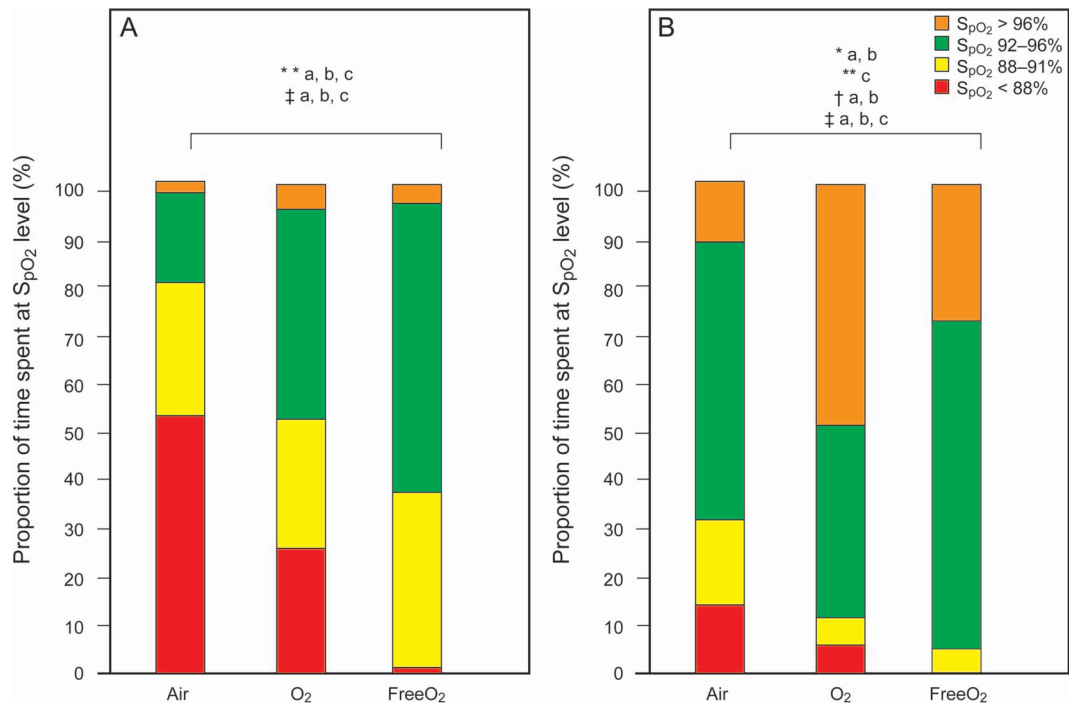 A
* * a, b, c
‡ a, b, c
Proportion of time spent at SpO2 level (%)
100
90
80
70
60
50
40
30
20
10
0
Air
O2
FreeO2
B
SpO2 > 96%
SpO2 92–96%
SpO2 88–91%
SpO2 < 88%
* a, b
** c
† a, b
‡ a, b, c
Proportion of time spent at SpO2 level (%)
100
90
80
70
60
50
40
30
20
10
0
Air
O2
FreeO2